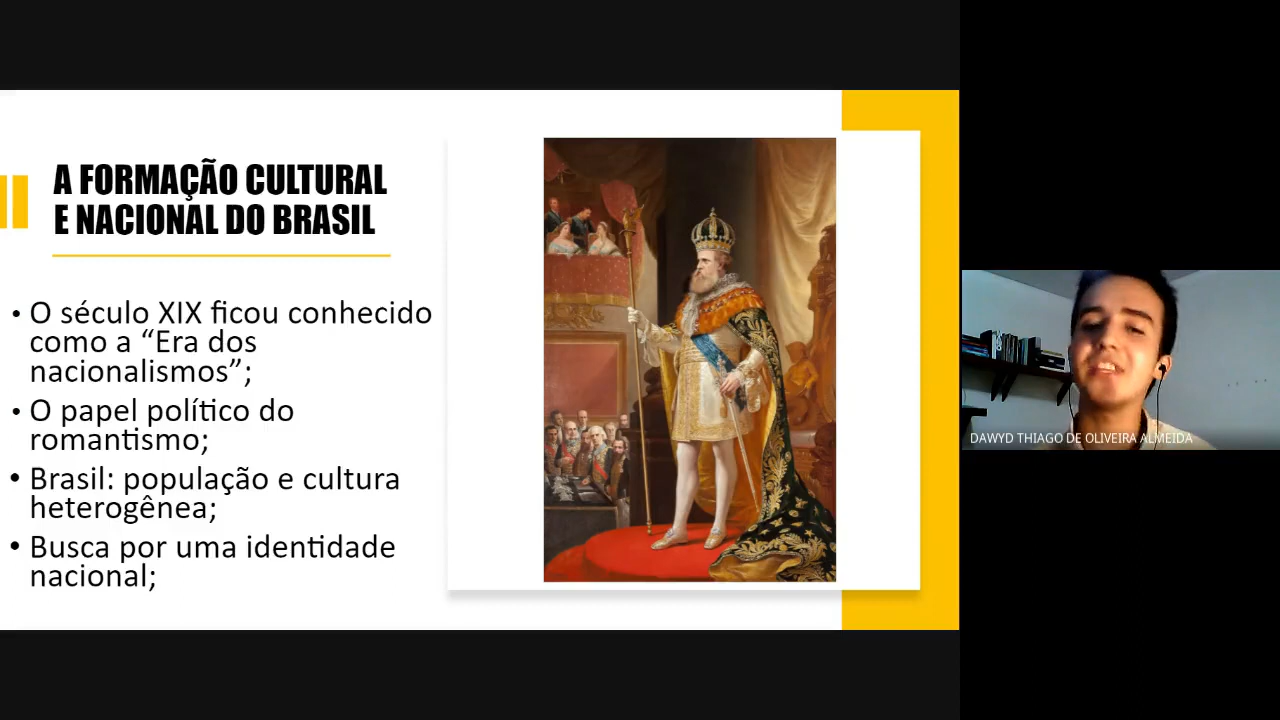 A FORMAÇÃO CULTURAL
E NACIONAL DO BRASIL
• O século XIX ficou conhecido
como a “Era dos
nacionalismos”;
• O papel político do
romantismo;
• Brasil: população e cultura
heterogênea;
• Busca por uma identidade
nacional;
DAWYD THIAGO DE OLIVEIRA ALMEIDA